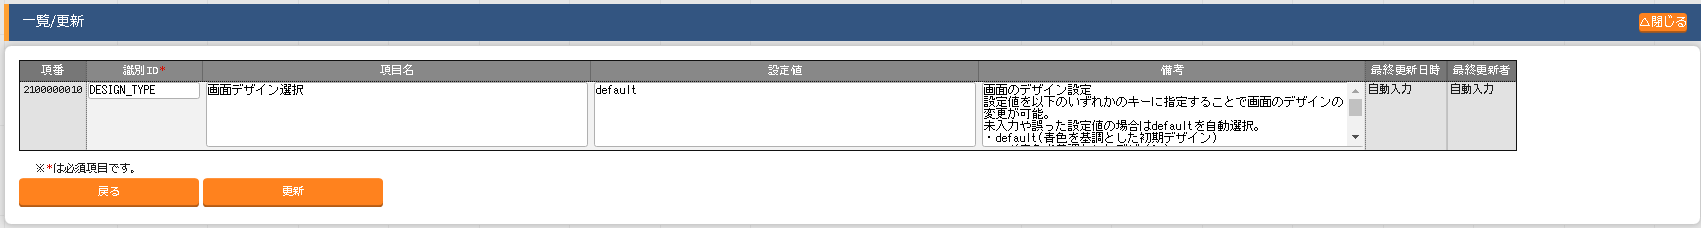 一覧/更新
△閉じる
項番 識別ID* 項目名 設定値 備考 最終更新日時 最終更新者
2100000010 DESIGN_TYPE 画面デザイン選択 default 画面のデザイン設定 自動入力 自動入力
設定値を以下のいずれかのキーに指定することで画面のデザインの
変更が可能。
未入力や誤った設定値の場合はdefaultを自動選択。
・default(青色を基調とした初期デザイン)
※*は必須項目です。
戻る 更新